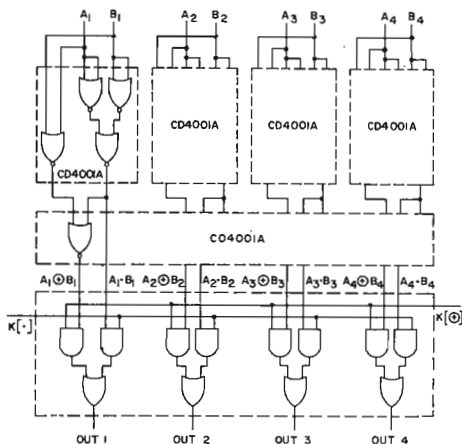 A1 B1 A2 B2 A3 B3 A4 B4
CD4001A CD4001A CD4001A
CD4001A
CO4001A
A1⊕B1 A1·B1 A2⊕B2 A2·B2 A3⊕B3 A3·B3 A4⊕B4 A4·B4
K[·] K[⊕]
OUT 1 OUT 2 OUT 3 OUT 4